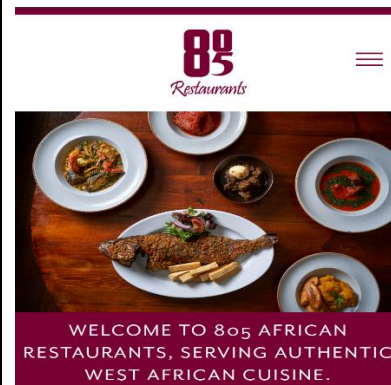 805
Restaurants
WELCOME TO 805 AFRICAN
RESTAURANTS, SERVING AUTHENTIC
WEST AFRICAN CUISINE.